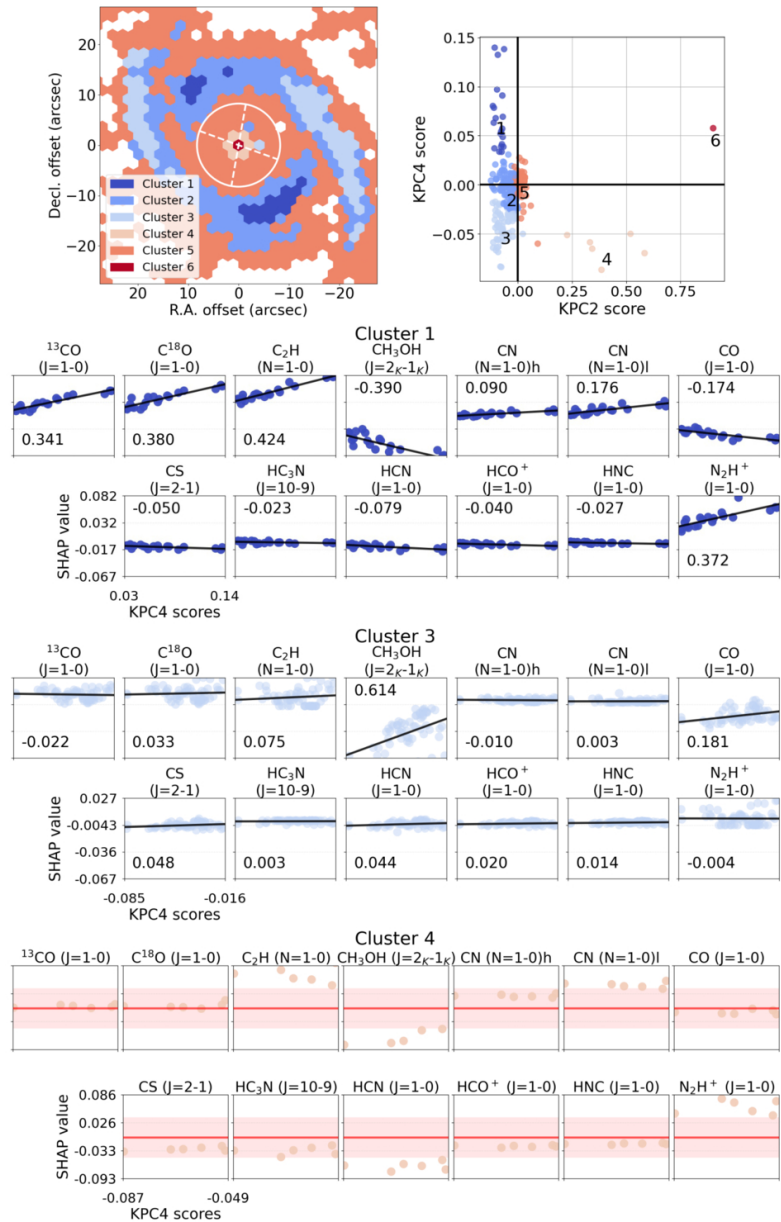 20
10
0
−10
−20
Decl. offset (arcsec)
Cluster 1
Cluster 2
Cluster 3
Cluster 4
Cluster 5
Cluster 6
20 10 0 −10 −20
R.A. offset (arcsec)
0.15
0.10
0.05
0.00
−0.05
KPC4 score
1
2
3
4
5
6
0.00 0.25 0.50 0.75
KPC2 score
Cluster 1
¹³CO C¹⁸O C₂H CH₃OH CN CN CO
(J=1-0) (J=1-0) (N=1-0) (J=2K-1K) (N=1-0)h (N=1-0)l (J=1-0)
0.341 0.380 0.424 -0.390 0.090 0.176 -0.174
CS HC₃N HCN HCO⁺ HNC N₂H⁺
(J=2-1) (J=10-9) (J=1-0) (J=1-0) (J=1-0) (J=1-0)
0.082
0.032
-0.017
-0.067
SHAP value
-0.050 -0.023 -0.079 -0.040 -0.027 0.372
0.03 0.14
KPC4 scores
Cluster 3
¹³CO C¹⁸O C₂H CH₃OH CN CN CO
(J=1-0) (J=1-0) (N=1-0) (J=2K-1K) (N=1-0)h (N=1-0)l (J=1-0)
-0.022 0.033 0.075 0.614 -0.010 0.003 0.181
CS HC₃N HCN HCO⁺ HNC N₂H⁺
(J=2-1) (J=10-9) (J=1-0) (J=1-0) (J=1-0) (J=1-0)
0.027
-0.0043
-0.036
-0.067
SHAP value
0.048 0.003 0.044 0.020 0.014 -0.004
-0.085 -0.016
KPC4 scores
Cluster 4
¹³CO (J=1-0) C¹⁸O (J=1-0) C₂H (N=1-0) CH₃OH (J=2K-1K) CN (N=1-0)h CN (N=1-0)l CO (J=1-0)
CS (J=2-1) HC₃N (J=10-9) HCN (J=1-0) HCO⁺ (J=1-0) HNC (J=1-0) N₂H⁺ (J=1-0)
0.086
0.026
-0.033
-0.093
SHAP value
-0.087 -0.049
KPC4 scores